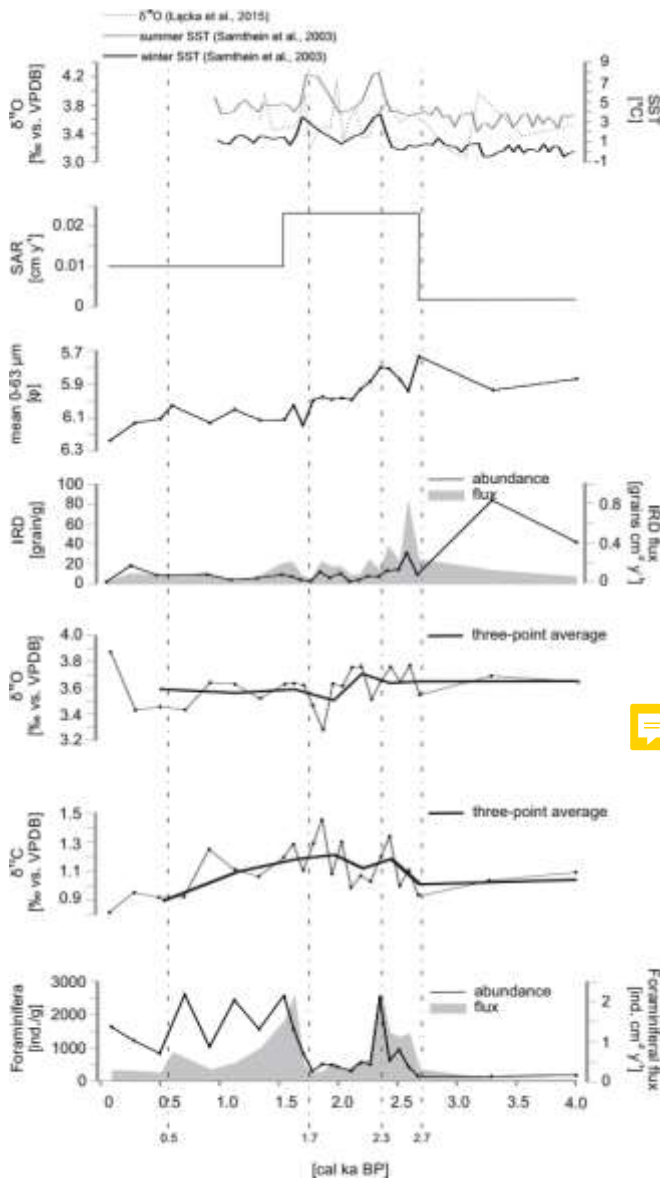 δ¹⁸O (Łącka et al., 2015)
summer SST (Sarnthein et al., 2003)
winter SST (Sarnthein et al., 2003)
δ¹⁸O
[‰ vs. VPDB]
4.2
3.8
3.4
3.0
9
7
5
3
1
-1
SST
[°C]
SAR
[cm y⁻¹]
0.02
0.01
0
mean 0-63 µm
[φ]
5.7
5.9
6.1
6.3
IRD
[grain/g]
100
80
60
40
20
0
abundance
flux
0.8
0.4
0
IRD flux
[grains cm⁻² y⁻¹]
δ¹⁸O
[‰ vs. VPDB]
4.0
3.8
3.6
3.4
3.2
three-point average
δ¹³C
[‰ vs. VPDB]
1.5
1.3
1.1
0.9
three-point average
Foraminifera
[ind./g]
3000
2000
1000
0
abundance
flux
2
1
0
Foraminiferal flux
[ind. cm⁻² y⁻¹]
0 0.5 1.0 1.5 2.0 2.5 3.0 3.5 4.0
0.5 1.7 2.3 2.7
[cal ka BP]